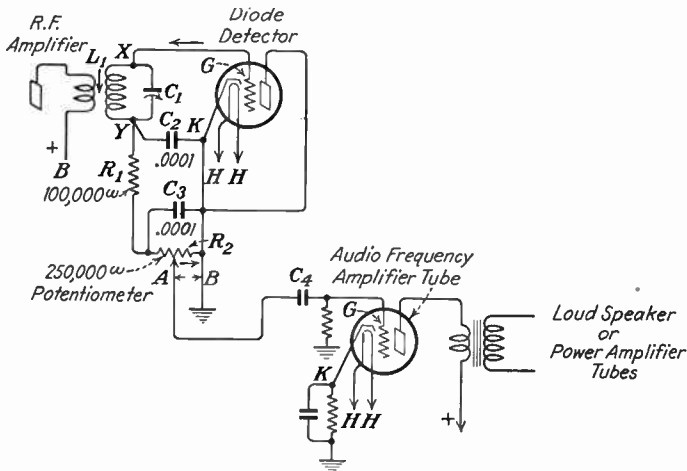 R.F.
Amplifier
Diode
Detector
L1
X
G
C1
Y
C2
K
.0001
+
B
H H
R1
100,000ω
C3
.0001
R2
250,000ω
Potentiometer
A
B
C4
Audio Frequency
Amplifier Tube
G
Loud Speaker
or
Power Amplifier
Tubes
K
H H
+